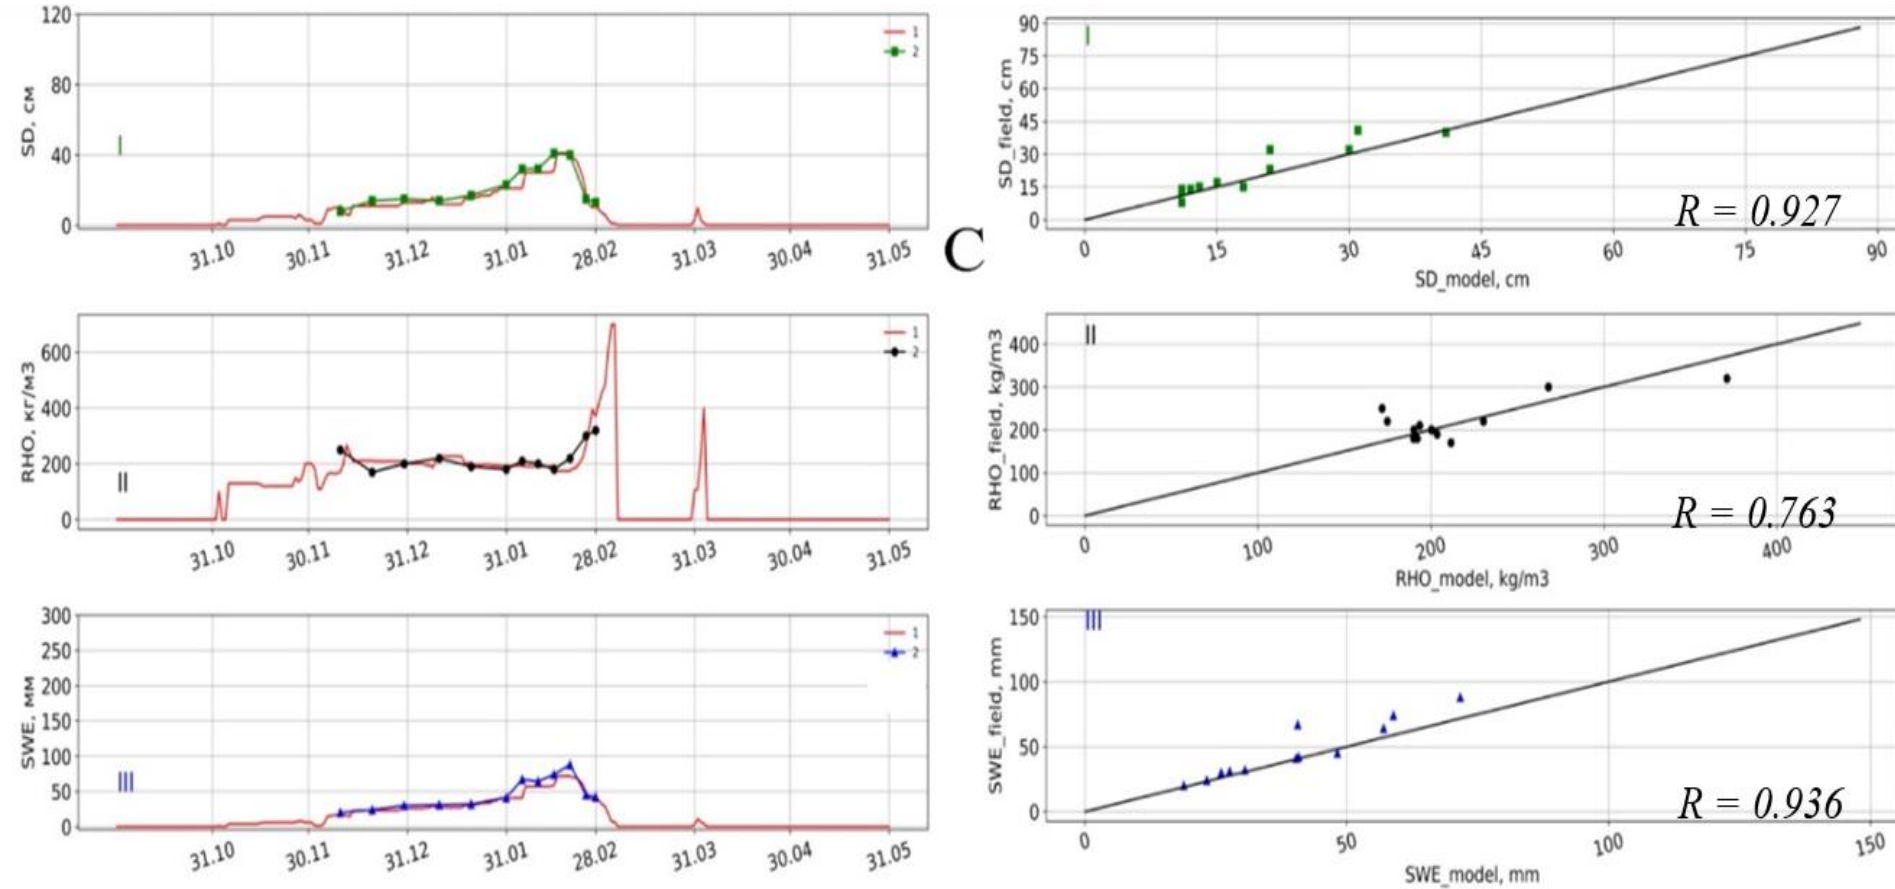 120
80
40
0
SD, см
I
1
2
31.10 30.11 31.12 31.01 28.02 31.03 30.04 31.05
600
400
200
0
RHO, кг/м3
II
1
2
31.10 30.11 31.12 31.01 28.02 31.03 30.04 31.05
300
250
200
150
100
50
0
SWE, мм
III
1
2
31.10 30.11 31.12 31.01 28.02 31.03 30.04 31.05
C
90
75
60
45
30
15
0
SD_field, cm
I
R = 0.927
0 15 30 45 60 75 90
SD_model, cm
400
300
200
100
0
RHO_field, kg/m3
II
R = 0.763
0 100 200 300 400
RHO_model, kg/m3
150
100
50
0
SWE_field, mm
III
R = 0.936
0 50 100 150
SWE_model, mm